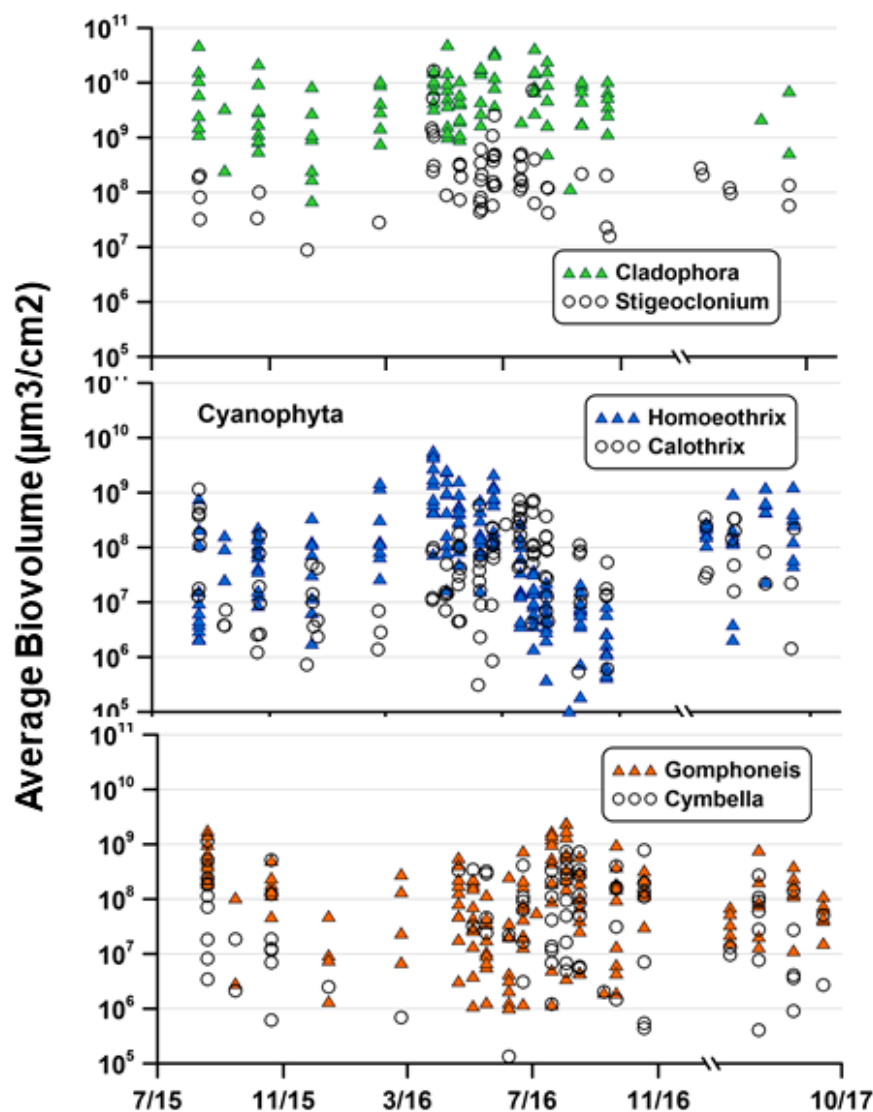 Average Biovolume (µm3/cm2)
10¹¹
10¹⁰
10⁹
10⁸
10⁷
10⁶
10⁵
Cladophora
Stigeoclonium
10¹¹
10¹⁰
10⁹
10⁸
10⁷
10⁶
10⁵
Cyanophyta
Homoeothrix
Calothrix
10¹¹
10¹⁰
10⁹
10⁸
10⁷
10⁶
10⁵
Gomphoneis
Cymbella
7/15 11/15 3/16 7/16 11/16 10/17